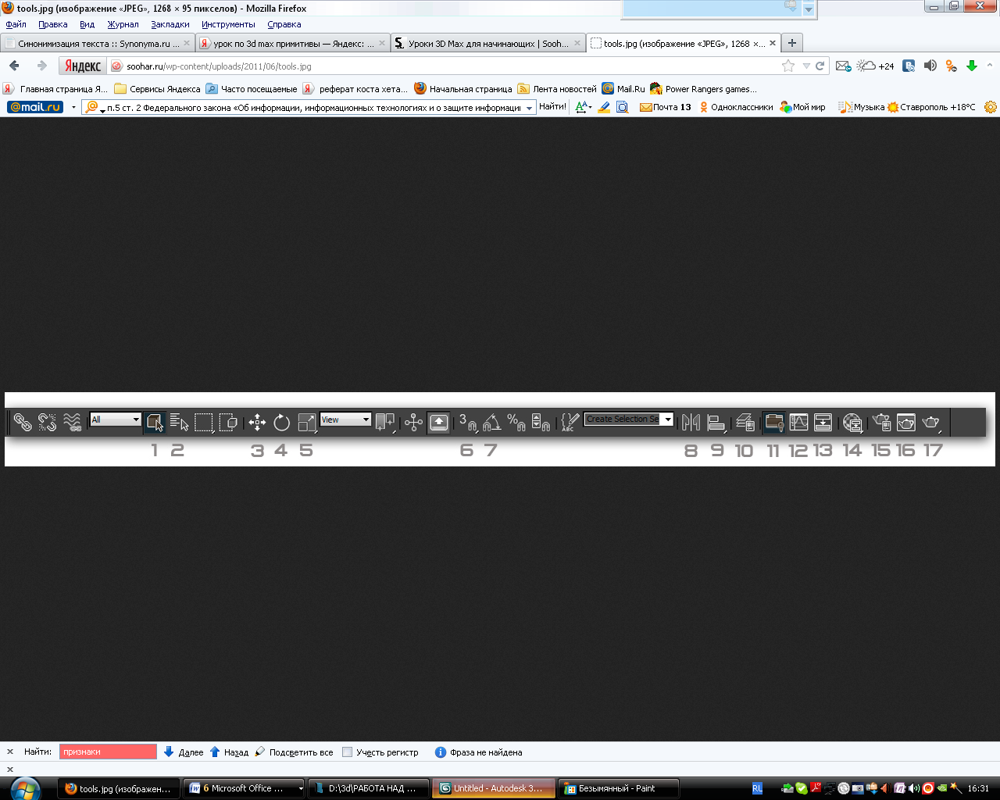 tools.jpg (изображение «JPEG», 1268 × 95 пикселов) - Mozilla Firefox
Файл Правка Вид Журнал Закладки Инструменты Справка
Синонимизация текста :: Synonyma.ru ... урок по 3d max примитивы — Яндекс: ... Уроки 3D Max для начинающих | Sooh... tools.jpg (изображение «JPEG», 1268 ×...
Яндекс soohar.ru/wp-content/uploads/2011/06/tools.jpg +24
Главная страница Я... Сервисы Яндекса Часто посещаемые реферат коста хета... Начальная страница Лента новостей Mail.Ru Power Rangers games...
@mail.ru п.5 ст. 2 Федерального закона «Об информации, информационных технологиях и о защите информаци Найти! Почта 13 Одноклассники Мой мир Музыка Ставрополь +18°C
All View 3 % ABC Create Selection Se
1 2 3 4 5 6 7 8 9 10 11 12 13 14 15 16 17
Найти: признаки Далее Назад Подсветить все Учесть регистр Фраза не найдена
tools.jpg (изображен... 6 Microsoft Office ... D:\3d\РАБОТА НАД ... Untitled - Autodesk 3... Безымянный - Paint RU 16:31